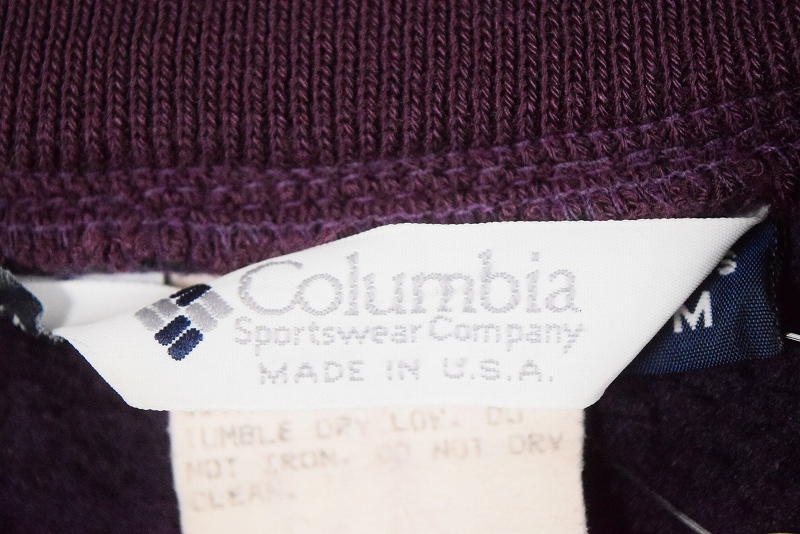 Columbia
Sportswear Company
MADE IN U.S.A.
S
M
TUMBLE DRY LOW. DO
NOT IRON. DO NOT DRY
CLEAN.